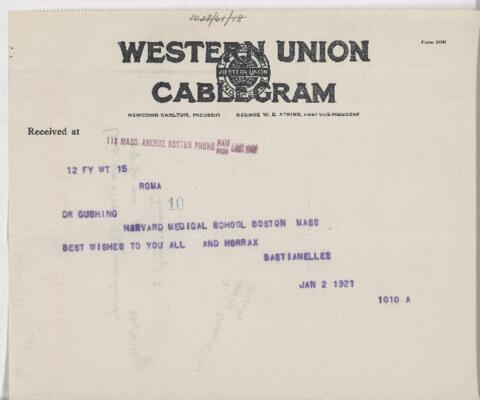 1028/61/18
Form 2081
WESTERN UNION
WESTERN UNION
CABLEGRAM
NEWCOMB CARLTON, PRESIDENT GEORGE W. E. ATKINS, FIRST VICE-PRESIDENT
Received at
MASS. AVENUE BOSTON PHONE MAIN
12 FY WT 15
ROMA
10
DR CUSHING
HARVARD MEDICAL SCHOOL BOSTON MASS
BEST WISHES TO YOU ALL AND HORRAX
BASTIANELLES
JAN 2 1921
1010 A